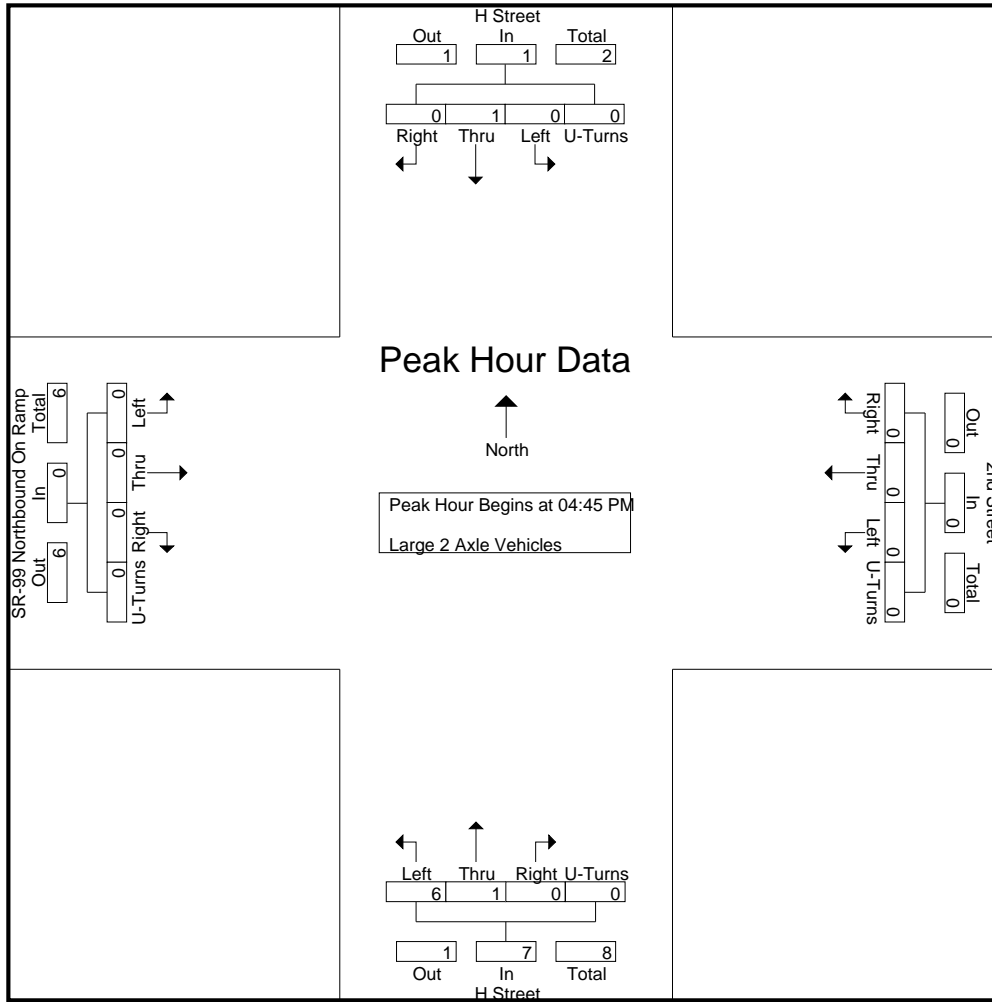 H Street
Out In Total
1 1 2
0 1 0 0
Right Thru Left U-Turns
Peak Hour Data
North
Peak Hour Begins at 04:45 PM
Large 2 Axle Vehicles
SR-99 Northbound On Ramp
Out In Total
6 0 6
0 0 0 0
U-Turns Right Thru Left
2nd Street
Out In Total
0 0 0
0 0 0 0
Right Thru Left U-Turns
Left Thru Right U-Turns
6 1 0 0
1 7 8
Out In Total
H Street